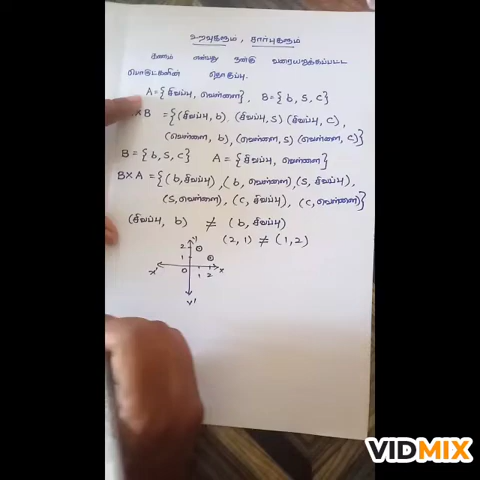 உறவுகளும், சார்புகளும்
கணம் என்பது நன்கு வரையறுக்கப்பட்ட
பொருட்களின் தொகுப்பு.
A = {சிவப்பு, வெள்ளை}, B = {b, S, C}
×B = {(சிவப்பு, b) (சிவப்பு, S) (சிவப்பு, C),
(வெள்ளை, b), (வெள்ளை, S) (வெள்ளை, C)}
B = {b, S, C} A = {சிவப்பு, வெள்ளை}
B×A = {(b, சிவப்பு), (b, வெள்ளை), (S, சிவப்பு),
(S, வெள்ளை), (C, சிவப்பு), (C, வெள்ளை)}
(சிவப்பு, b) ≠ (b, சிவப்பு)
(2, 1) ≠ (1, 2)
Y
2
1
X' 0 1 2 X
Y'
VIDMIX